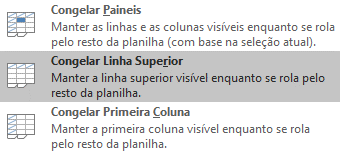 Congelar Paineis
Manter as linhas e as colunas visíveis enquanto se rola
pelo resto da planilha (com base na seleção atual).
Congelar Linha Superior
Manter a linha superior visível enquanto se rola pelo
resto da planilha.
Congelar Primeira Coluna
Manter a primeira coluna visível enquanto se rola
pelo resto da planilha.